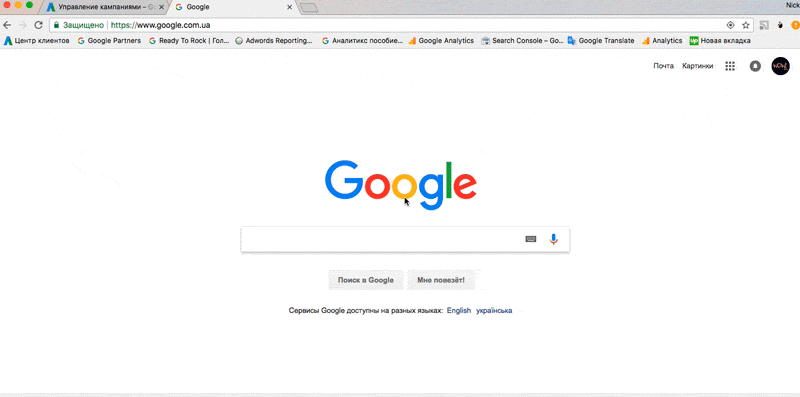 Управление кампаниями – Go
Google
Nick
Защищено
https://www.google.com.ua
Центр клиентов
Google Partners
Ready To Rock | Гол...
Adwords Reporting...
Аналитикс пособие...
Google Analytics
Search Console – Go...
Google Translate
Analytics
Новая вкладка
Почта
Картинки
WOW!
Google
Поиск в Google
Мне повезёт!
Сервисы Google доступны на разных языках: English українська